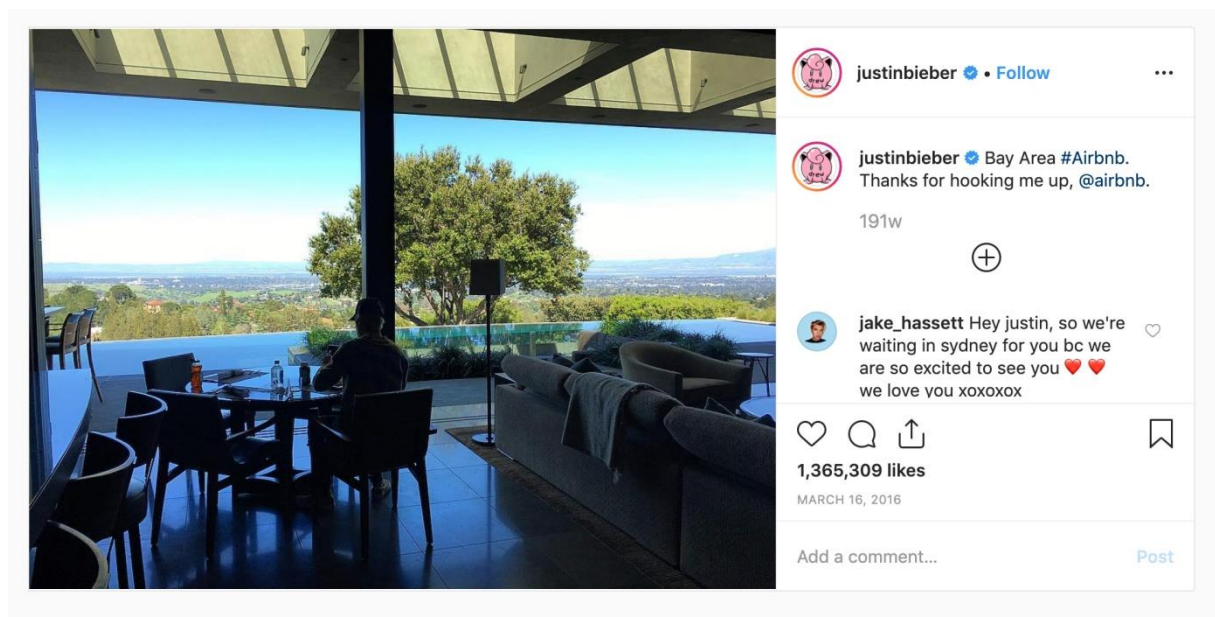 justinbieber • Follow
justinbieber Bay Area #Airbnb.
Thanks for hooking me up, @airbnb.
191w
jake_hassett Hey justin, so we're
waiting in sydney for you bc we
are so excited to see you ❤️ ❤️
we love you xoxoxox
1,365,309 likes
MARCH 16, 2016
Add a comment...
Post